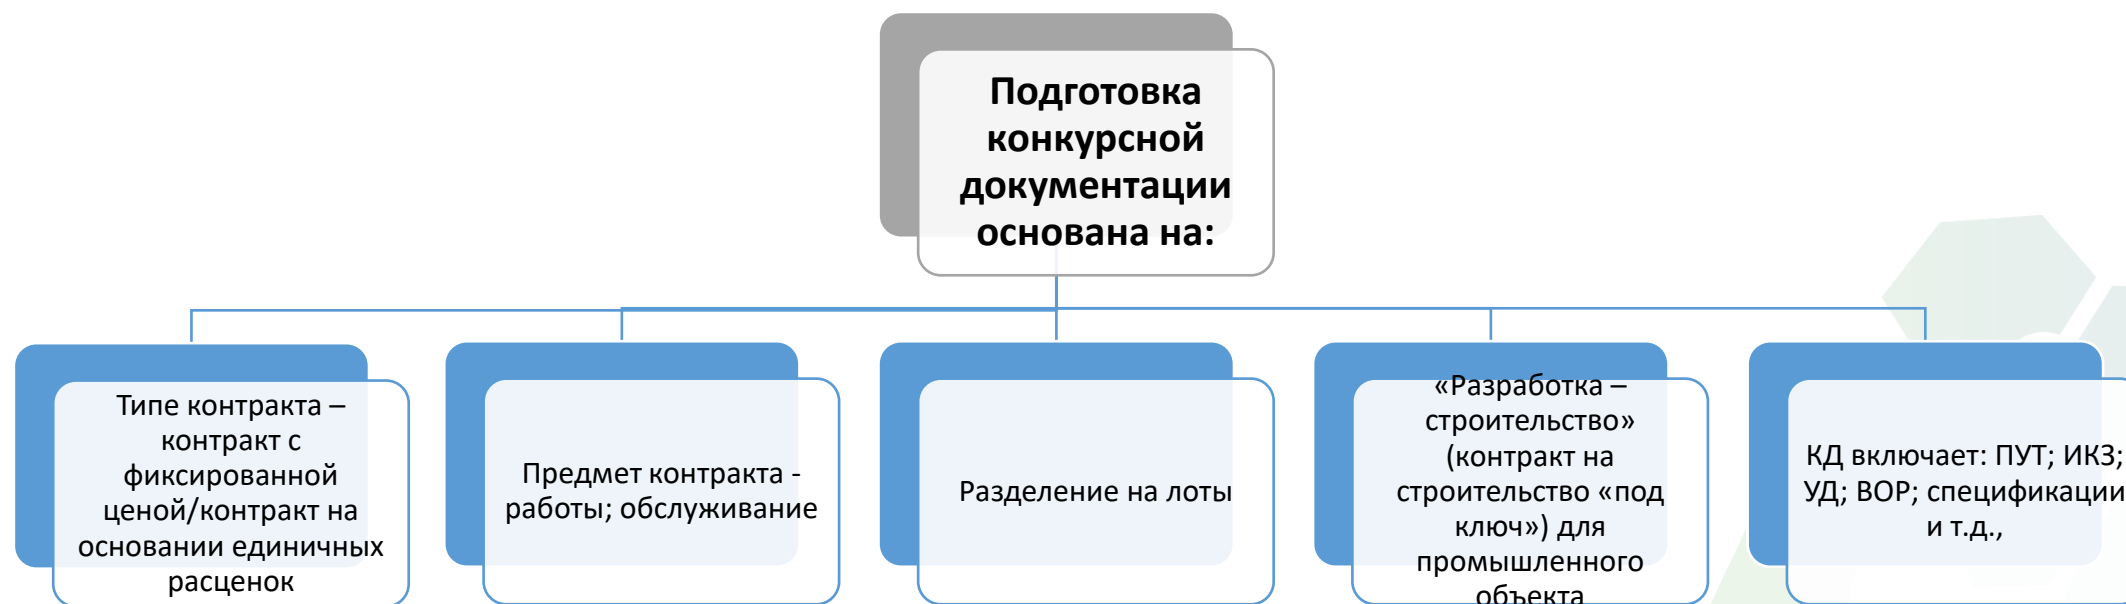 Подготовка
конкурсной
документации
основана на:
Типе контракта –
контракт с
фиксированной
ценой/контракт на
основании единичных
расценок
Предмет контракта -
работы; обслуживание
Разделение на лоты
«Разработка –
строительство»
(контракт на
строительство «под
ключ») для
промышленного
объекта
КД включает: ПУТ; ИКЗ;
УД; ВОР; спецификации
и т.д.,